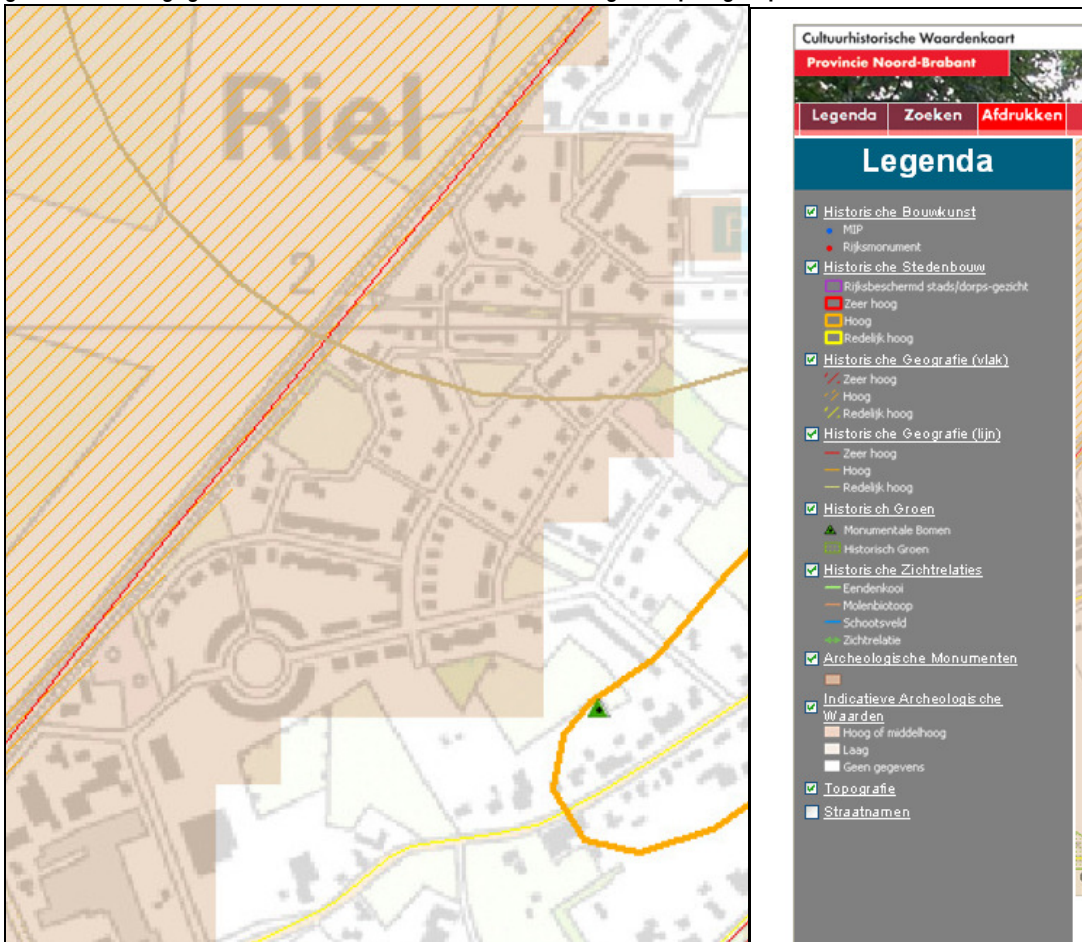 Riel
2
Cultuurhistorische Waardenkaart
Provincie Noord-Brabant
Legenda Zoeken Afdrukken
Legenda
Historische Bouwkunst
MIP
Rijksmonument
Historische Stedenbouw
Rijksbeschermd stads/dorps-gezicht
Zeer hoog
Hoog
Redelijk hoog
Historische Geografie (vlak)
Zeer hoog
Hoog
Redelijk hoog
Historische Geografie (lijn)
Zeer hoog
Hoog
Redelijk hoog
Historisch Groen
Monumentale Bomen
Historisch Groen
Historische Zichtrelaties
Eendenkooi
Molenbiotoop
Schootsveld
Zichtrelatie
Archeologische Monumenten
Indicatieve Archeologische
Waarden
Hoog of middelhoog
Laag
Geen gegevens
Topografie
Straatnamen